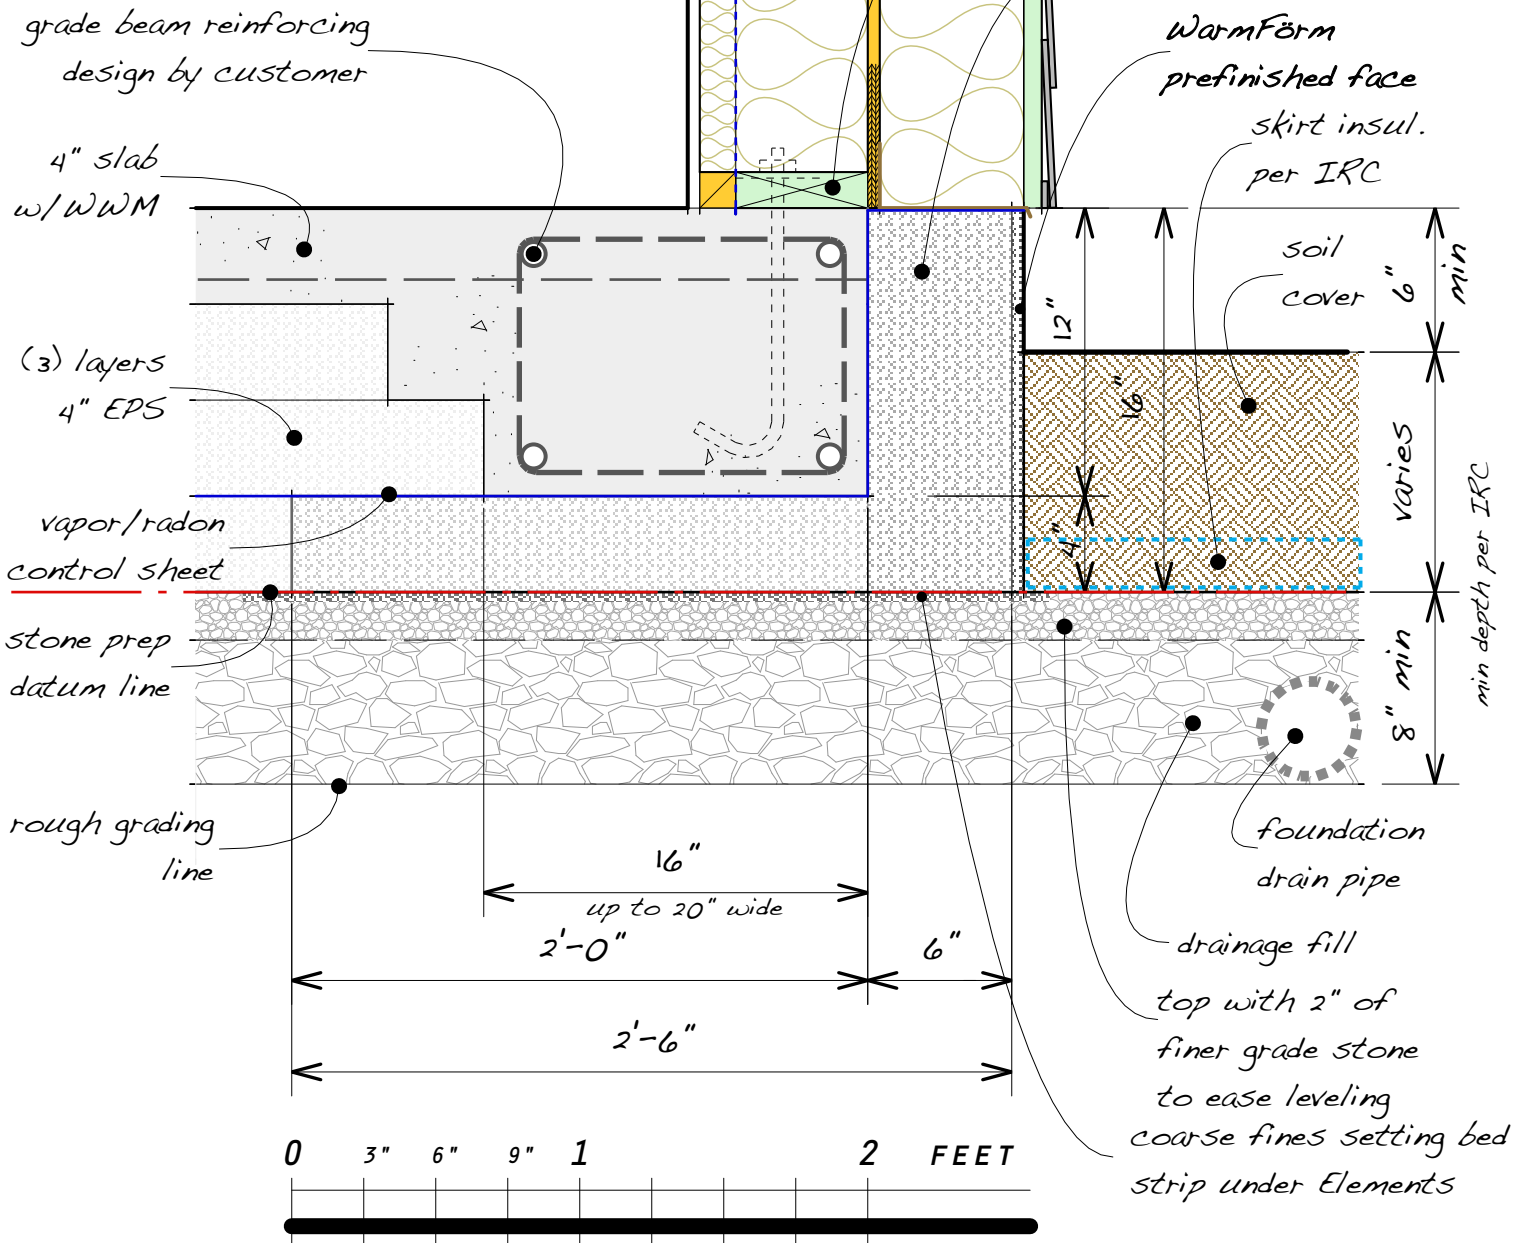 grade beam reinforcing
design by customer
4" slab
w/WWM
(3) layers
4" EPS
vapor/radon
control sheet
stone prep
datum line
rough grading
line
WarmFörm
prefinished face
skirt insul.
per IRC
soil
cover
6"
min
12"
16"
4"
varies
8" min
min depth per IRC
foundation
drain pipe
drainage fill
top with 2" of
finer grade stone
to ease leveling
coarse fines setting bed
strip under Elements
16"
up to 20" wide
2'-0"
6"
2'-6"
0 3" 6" 9" 1 2 FEET